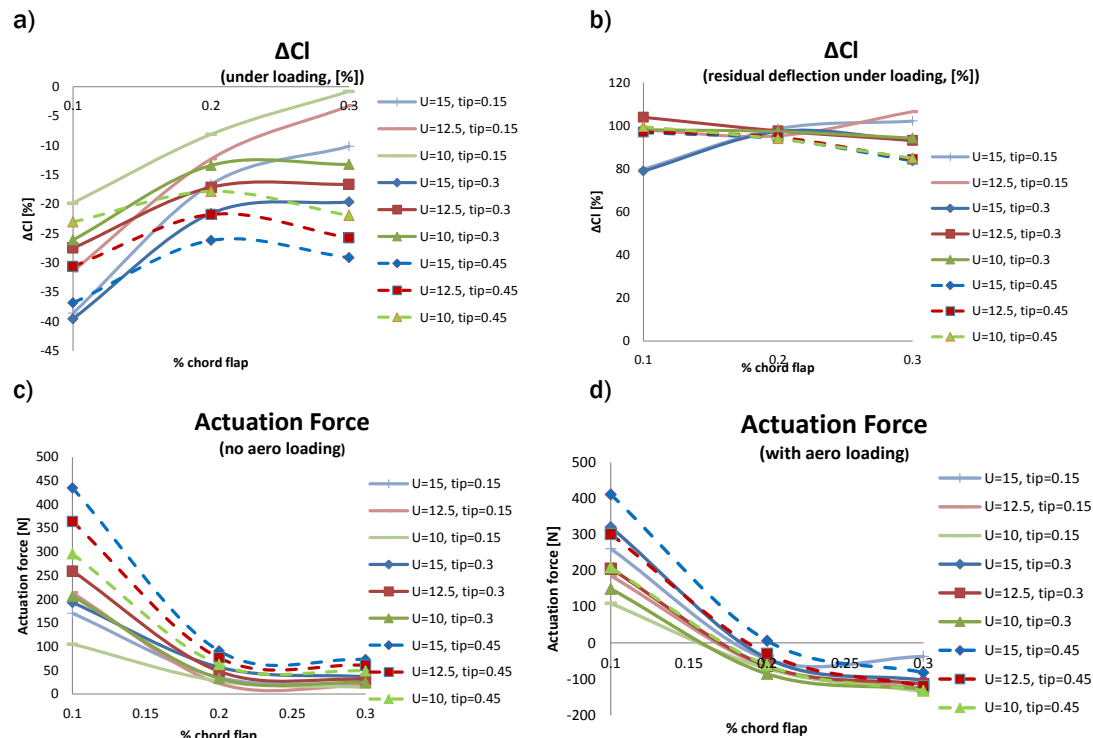 a)
ΔCl
(under loading, [%])
0
-5
-10
-15
-20
-25
-30
-35
-40
-45
0.1
0.2
0.3
ΔCl [%]
% chord flap
U=15, tip=0.15
U=12.5, tip=0.15
U=10, tip=0.15
U=15, tip=0.3
U=12.5, tip=0.3
U=10, tip=0.3
U=15, tip=0.45
U=12.5, tip=0.45
U=10, tip=0.45
b)
ΔCl
(residual deflection under loading, [%])
120
100
80
60
40
20
0
0.1
0.2
0.3
ΔCl [%]
% chord flap
U=15, tip=0.15
U=12.5, tip=0.15
U=15, tip=0.3
U=12.5, tip=0.3
U=10, tip=0.3
U=15, tip=0.45
U=12.5, tip=0.45
U=10, tip=0.45
c)
Actuation Force
(no aero loading)
500
450
400
350
300
250
200
150
100
50
0
0.1
0.15
0.2
0.25
0.3
Actuation force [N]
% chord flap
U=15, tip=0.15
U=12.5, tip=0.15
U=10, tip=0.15
U=15, tip=0.3
U=12.5, tip=0.3
U=10, tip=0.3
U=15, tip=0.45
U=12.5, tip=0.45
U=10, tip=0.45
d)
Actuation Force
(with aero loading)
500
400
300
200
100
0
-100
-200
0.1
0.15
0.2
0.25
0.3
Actuation force [N]
% chord flap
U=15, tip=0.15
U=12.5, tip=0.15
U=10, tip=0.15
U=15, tip=0.3
U=12.5, tip=0.3
U=10, tip=0.3
U=15, tip=0.45
U=12.5, tip=0.45
U=10, tip=0.45